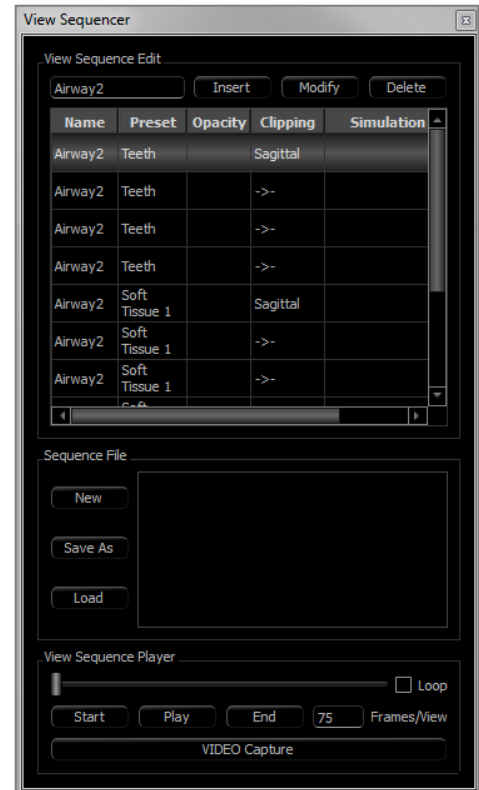 View Sequencer
View Sequence Edit
Airway2 Insert Modify Delete
Name Preset Opacity Clipping Simulation
Airway2 Teeth Sagittal
Airway2 Teeth ->-
Airway2 Teeth ->-
Airway2 Teeth ->-
Airway2 Soft Tissue 1 Sagittal
Airway2 Soft Tissue 1 ->-
Airway2 Soft Tissue 1 ->-
Sequence File
New
Save As
Load
View Sequence Player
Loop
Start Play End 75 Frames/View
VIDEO Capture